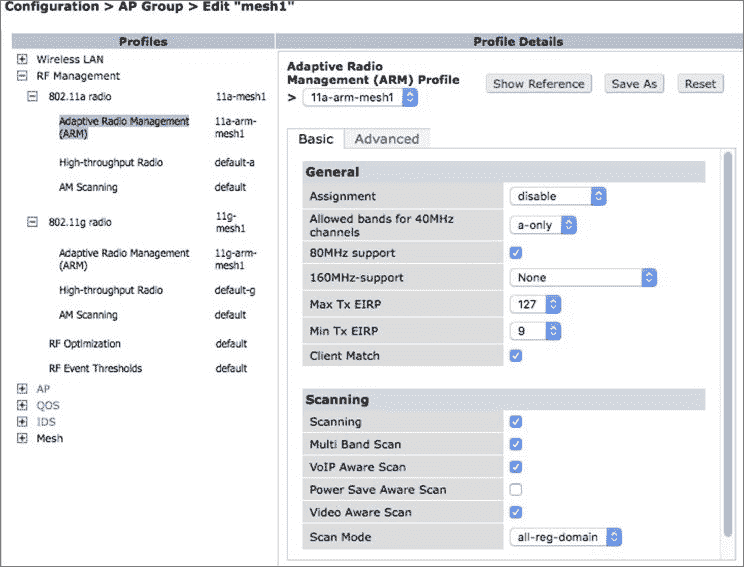 Configuration > AP Group > Edit "mesh1"
Profiles
Profile Details
Wireless LAN
RF Management
802.11a radio 11a-mesh1
Adaptive Radio Management 11a-arm-
(ARM) mesh1
High-throughput Radio default-a
AM Scanning default
802.11g radio 11g-
mesh1
Adaptive Radio Management 11g-arm-
(ARM) mesh1
High-throughput Radio default-g
AM Scanning default
RF Optimization default
RF Event Thresholds default
AP
QOS
IDS
Mesh
Adaptive Radio
Management (ARM) Profile
> 11a-arm-mesh1
Show Reference Save As Reset
Basic Advanced
General
Assignment disable
Allowed bands for 40MHz
channels a-only
80MHz support
160MHz-support None
Max Tx EIRP 127
Min Tx EIRP 9
Client Match
Scanning
Scanning
Multi Band Scan
VoIP Aware Scan
Power Save Aware Scan
Video Aware Scan
Scan Mode all-reg-domain